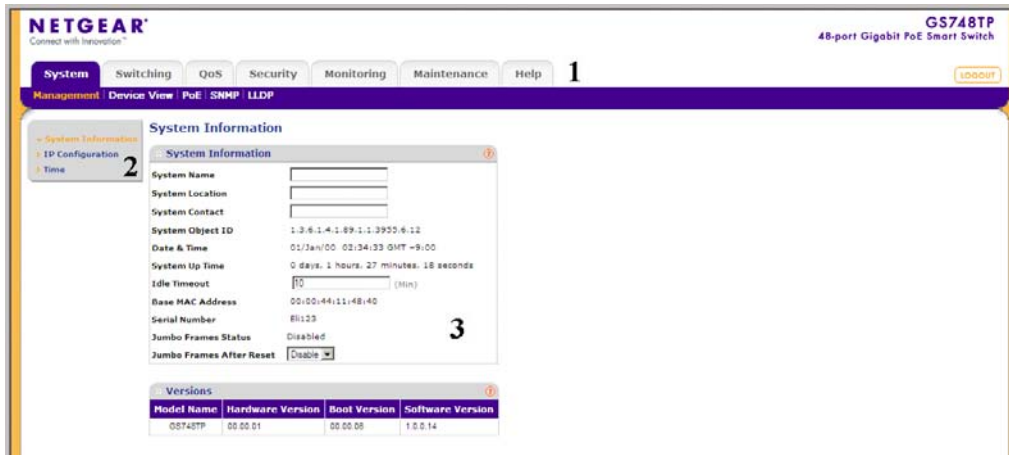 NETGEAR
Connect with Innovation™
GS748TP
48-port Gigabit PoE Smart Switch
System Switching QoS Security Monitoring Maintenance Help 1
LOGOUT
Management Device View PoE SNMP LLDP
System Information
IP Configuration
Time
2
System Information
System Information
System Name
System Location
System Contact
System Object ID 1.3.6.1.4.1.89.1.1.3955.6.12
Date & Time 01/Jan/00 02:34:33 GMT +9:00
System Up Time 0 days, 1 hours, 27 minutes, 18 seconds
Idle Timeout 10 (Min)
Base MAC Address 00:00:44:11:48:40
Serial Number Eli123
Jumbo Frames Status Disabled
3
Jumbo Frames After Reset Disable
Versions
Model Name Hardware Version Boot Version Software Version
GS748TP 00.00.01 00.00.08 1.0.0.14